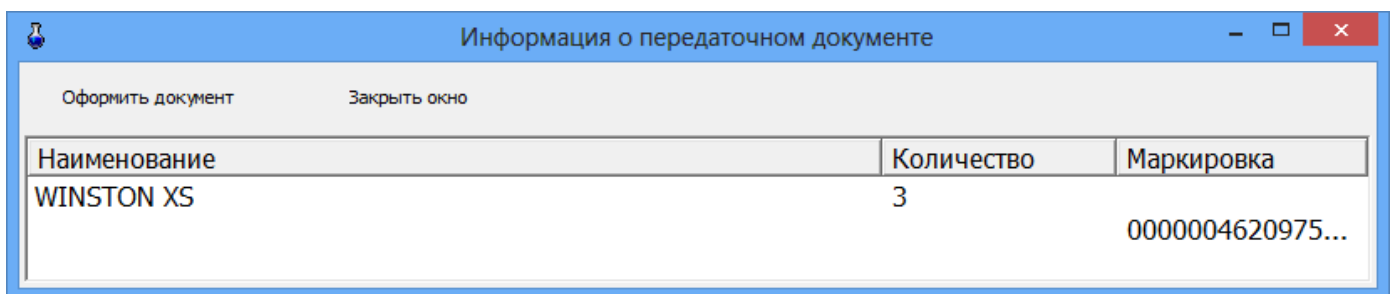 Информация о передаточном документе
Оформить документ Закрыть окно
Наименование Количество Маркировка
WINSTON XS 3
0000004620975...